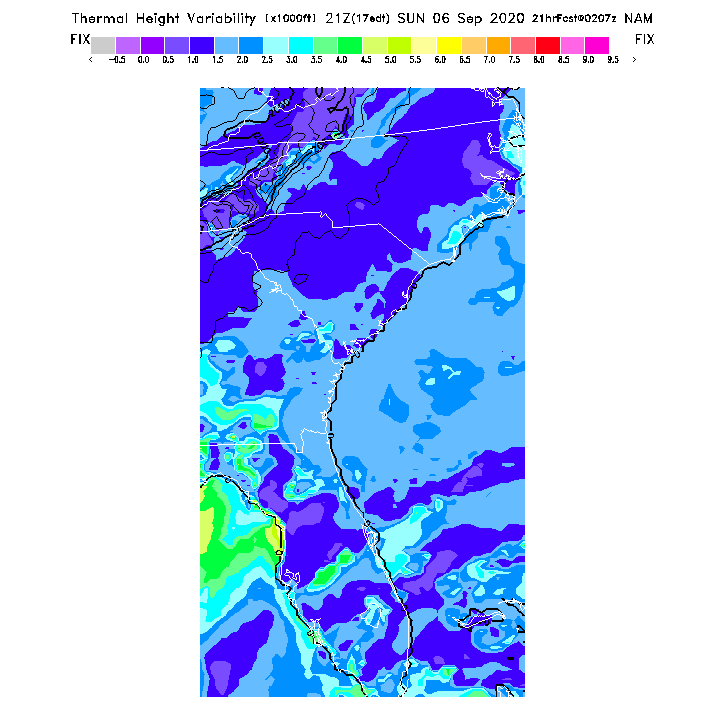 Thermal Height Variability [x1000ft] 21Z(17edt) SUN 06 Sep 2020 21hrFcst@0207z NAM
FIX FIX
< -0.5 0.0 0.5 1.0 1.5 2.0 2.5 3.0 3.5 4.0 4.5 5.0 5.5 6.0 6.5 7.0 7.5 8.0 8.5 9.0 9.5 >